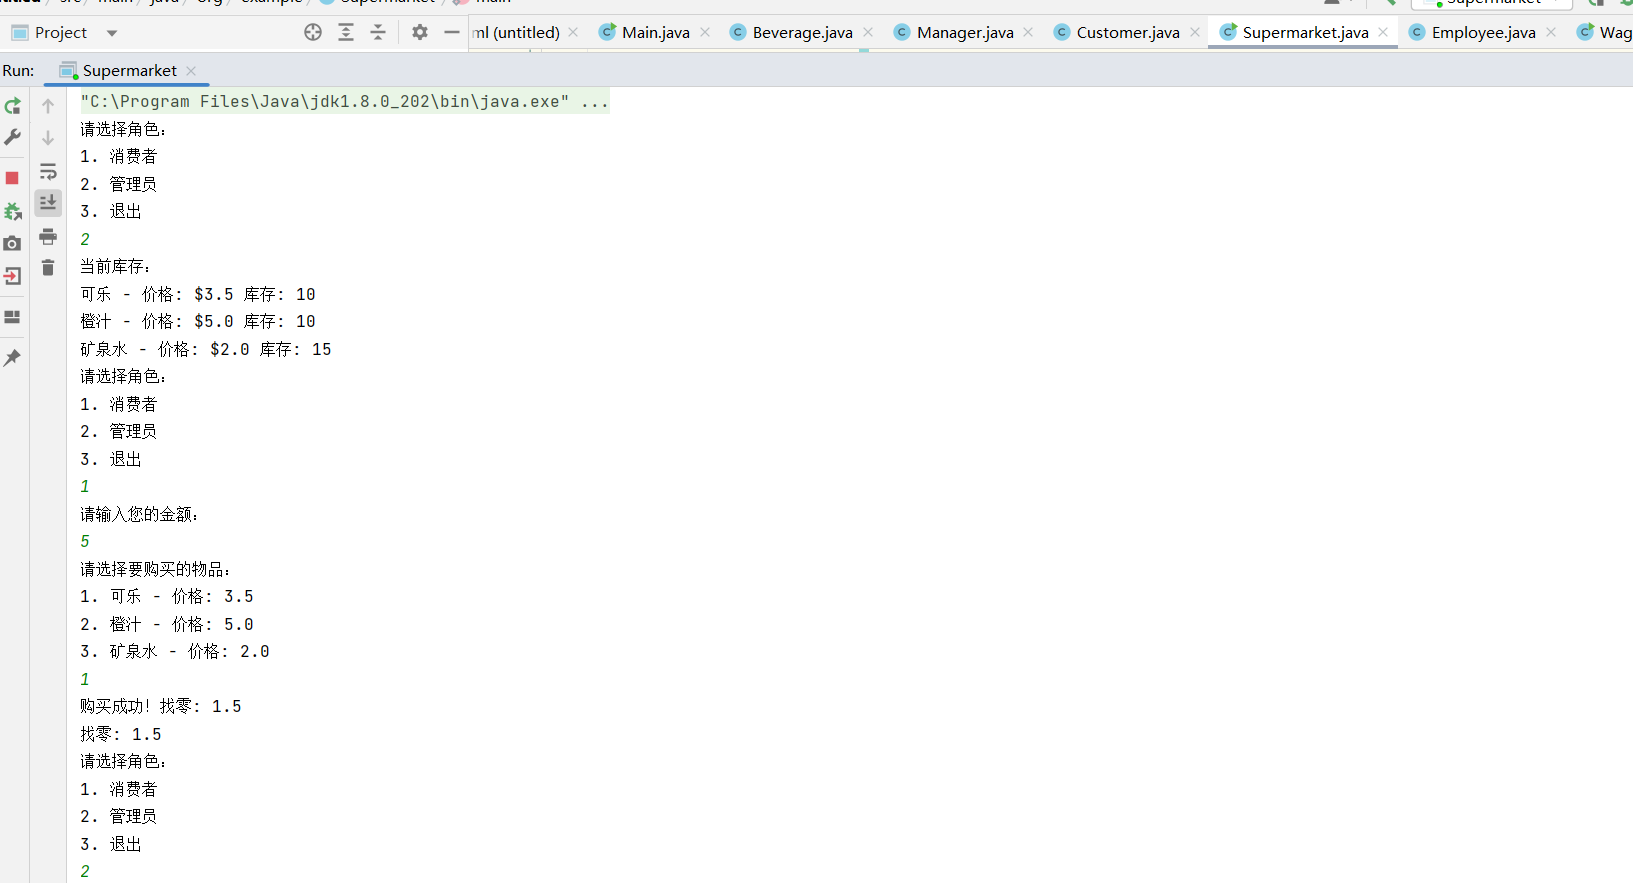 src main java org example Supermarket main Supermarket
Project ml (untitled) Main.java Beverage.java Manager.java Customer.java Supermarket.java Employee.java Wag
Run: Supermarket
"C:\Program Files\Java\jdk1.8.0_202\bin\java.exe" ...
请选择角色：
1. 消费者
2. 管理员
3. 退出
2
当前库存：
可乐 - 价格: $3.5 库存: 10
橙汁 - 价格: $5.0 库存: 10
矿泉水 - 价格: $2.0 库存: 15
请选择角色：
1. 消费者
2. 管理员
3. 退出
1
请输入您的金额：
5
请选择要购买的物品：
1. 可乐 - 价格: 3.5
2. 橙汁 - 价格: 5.0
3. 矿泉水 - 价格: 2.0
1
购买成功！找零: 1.5
找零: 1.5
请选择角色：
1. 消费者
2. 管理员
3. 退出
2